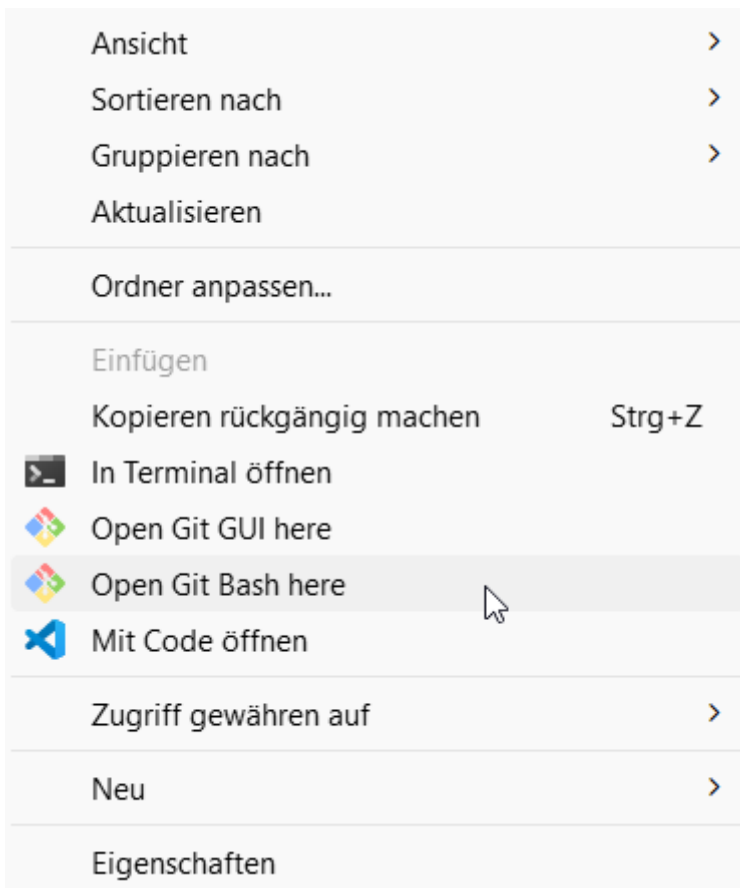 Ansicht
Sortieren nach
Gruppieren nach
Aktualisieren
Ordner anpassen...
Einfügen
Kopieren rückgängig machen Strg+Z
In Terminal öffnen
Open Git GUI here
Open Git Bash here
Mit Code öffnen
Zugriff gewähren auf
Neu
Eigenschaften